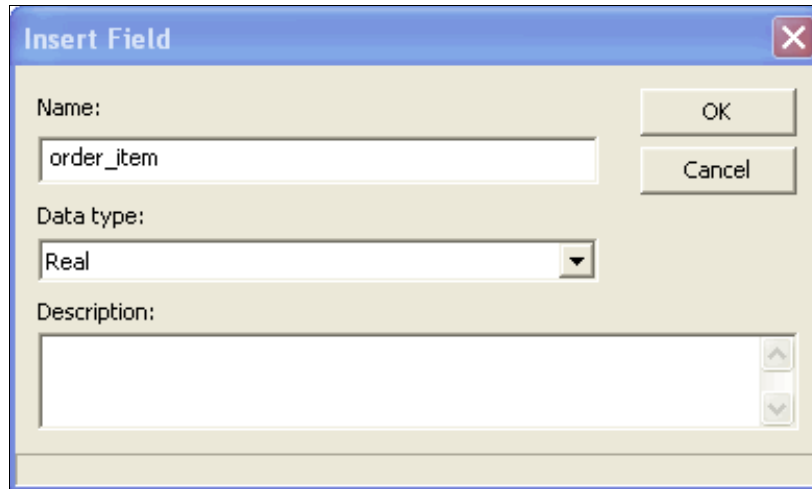 Insert Field
Name:
OK
order_item
Cancel
Data type:
Real
Description: